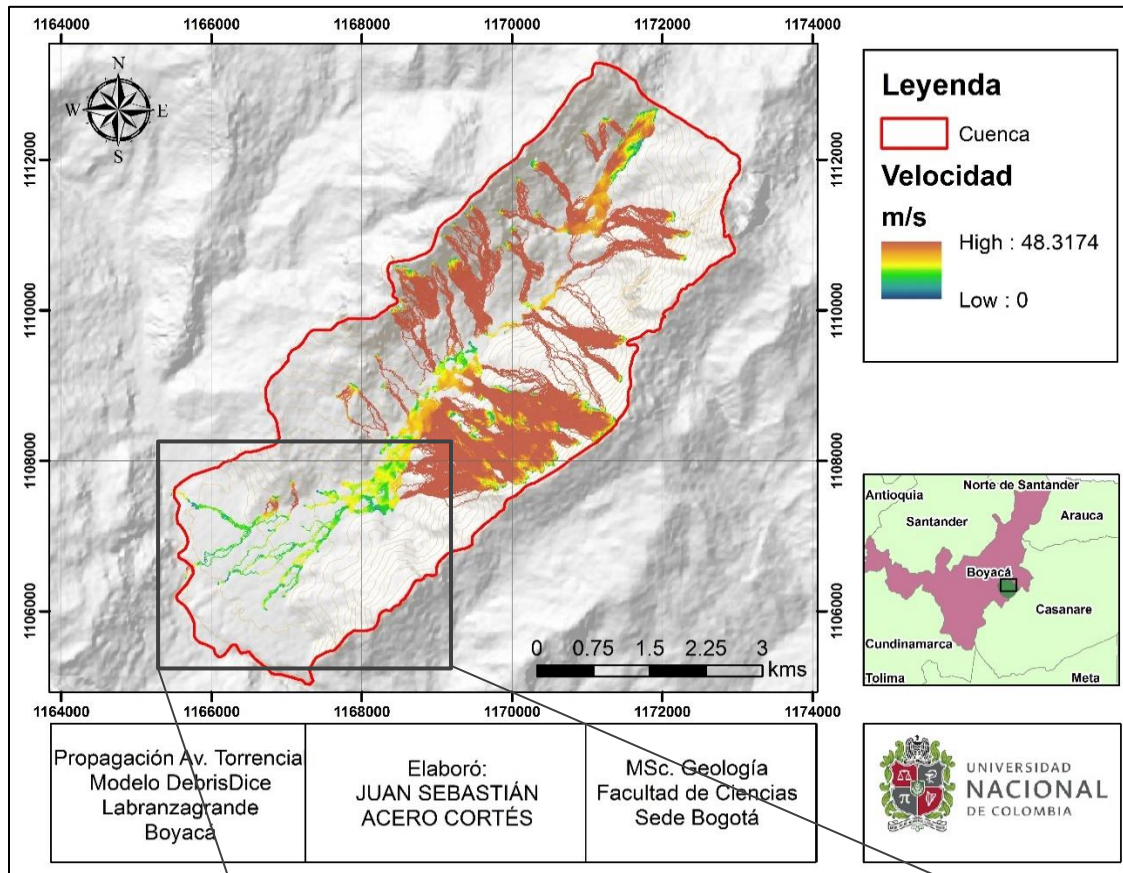 1164000 1166000 1168000 1170000 1172000 1174000
N
W E
S
1112000 1112000
1110000 1110000
1108000 1108000
1106000 1106000
0 0.75 1.5 2.25 3
kms
1164000 1166000 1168000 1170000 1172000 1174000
Leyenda
Cuenca
Velocidad
m/s
High : 48.3174
Low : 0
Norte de Santander
Antioquia
Santander
Arauca
Boyacá
Casanare
Cundinamarca
Tolima
Meta
Propagación Av. Torrencial
Modelo DebrisDice
Labranzagrande
Boyacá
Elaboró:
JUAN SEBASTIÁN
ACERO CORTÉS
MSc. Geología
Facultad de Ciencias
Sede Bogotá
UNIVERSIDAD
NACIONAL
DE COLOMBIA